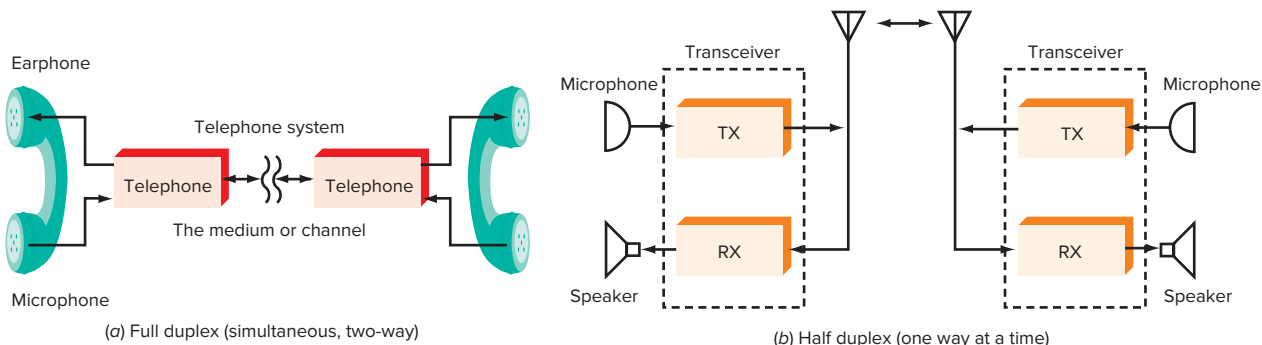 Earphone
Telephone system
Telephone
Telephone
The medium or channel
Microphone
(a) Full duplex (simultaneous, two-way)
Transceiver
Transceiver
Microphone
Microphone
TX
TX
RX
RX
Speaker
Speaker
(b) Half duplex (one way at a time)